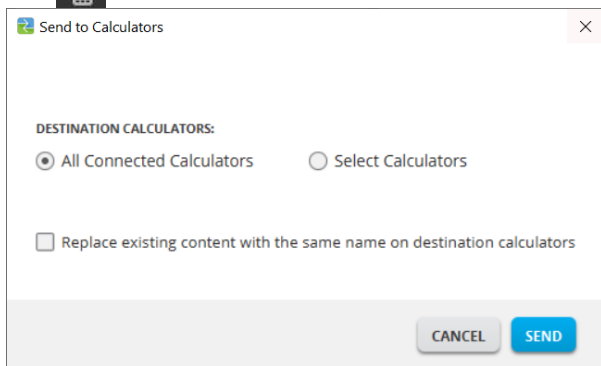 Send to Calculators
DESTINATION CALCULATORS:
All Connected Calculators
Select Calculators
Replace existing content with the same name on destination calculators
CANCEL
SEND